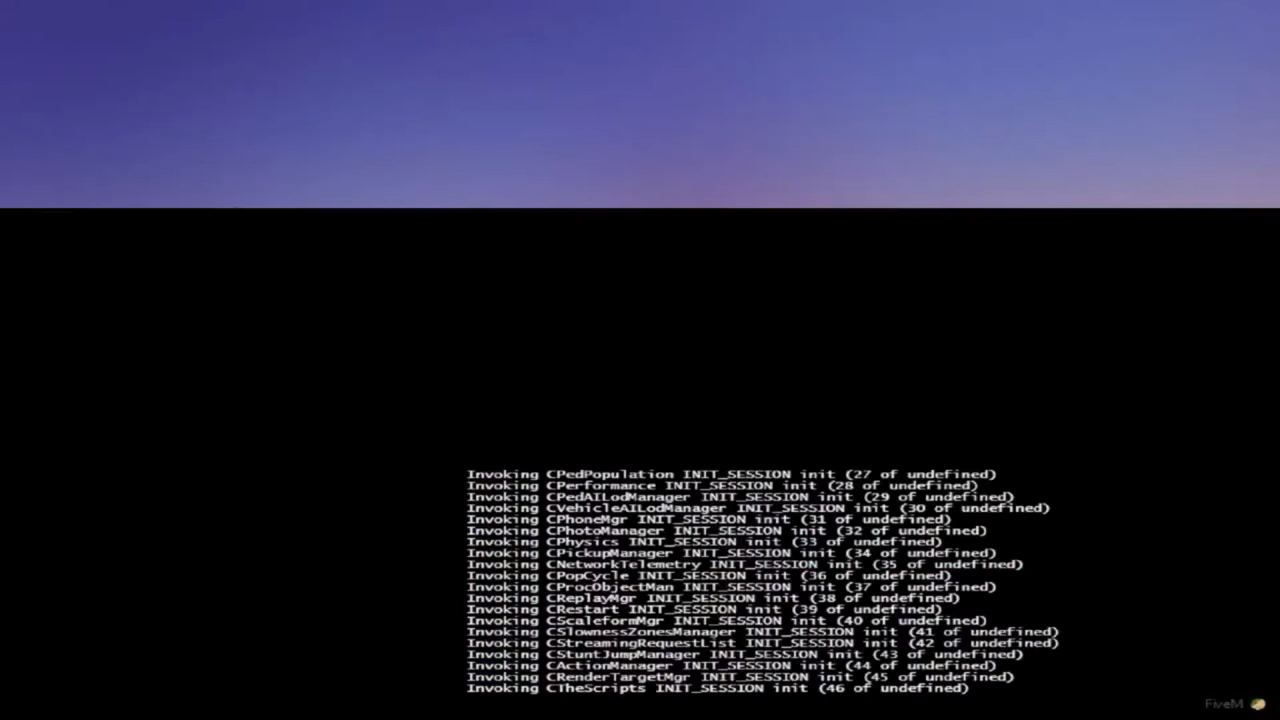 Invoking CPedPopulation INIT_SESSION init (27 of undefined)
Invoking CPerformance INIT_SESSION init (28 of undefined)
Invoking CPedAILodManager INIT_SESSION init (29 of undefined)
Invoking CVehicleAILodManager INIT_SESSION init (30 of undefined)
Invoking CPhoneMgr INIT_SESSION init (31 of undefined)
Invoking CPhotoManager INIT_SESSION init (32 of undefined)
Invoking CPhysics INIT_SESSION init (33 of undefined)
Invoking CPickupManager INIT_SESSION init (34 of undefined)
Invoking CNetworkTelemetry INIT_SESSION init (35 of undefined)
Invoking CPopCycle INIT_SESSION init (36 of undefined)
Invoking CProcObjectMan INIT_SESSION init (37 of undefined)
Invoking CReplayMgr INIT_SESSION init (38 of undefined)
Invoking CRestart INIT_SESSION init (39 of undefined)
Invoking CScaleformMgr INIT_SESSION init (40 of undefined)
Invoking CSlownessZonesManager INIT_SESSION init (41 of undefined)
Invoking CStreamingRequestList INIT_SESSION init (42 of undefined)
Invoking CStuntJumpManager INIT_SESSION init (43 of undefined)
Invoking CActionManager INIT_SESSION init (44 of undefined)
Invoking CRenderTargetMgr INIT_SESSION init (45 of undefined)
Invoking CTheScripts INIT_SESSION init (46 of undefined)
FiveM